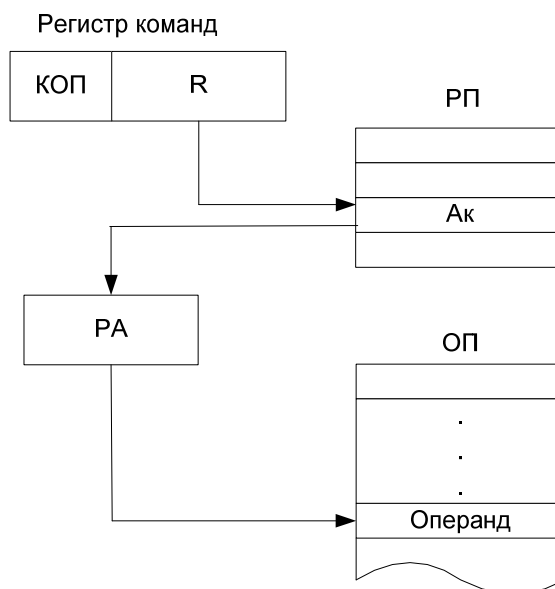 Регистр команд
КОП
R
РП
Ак
РА
ОП
.
.
.
Операнд